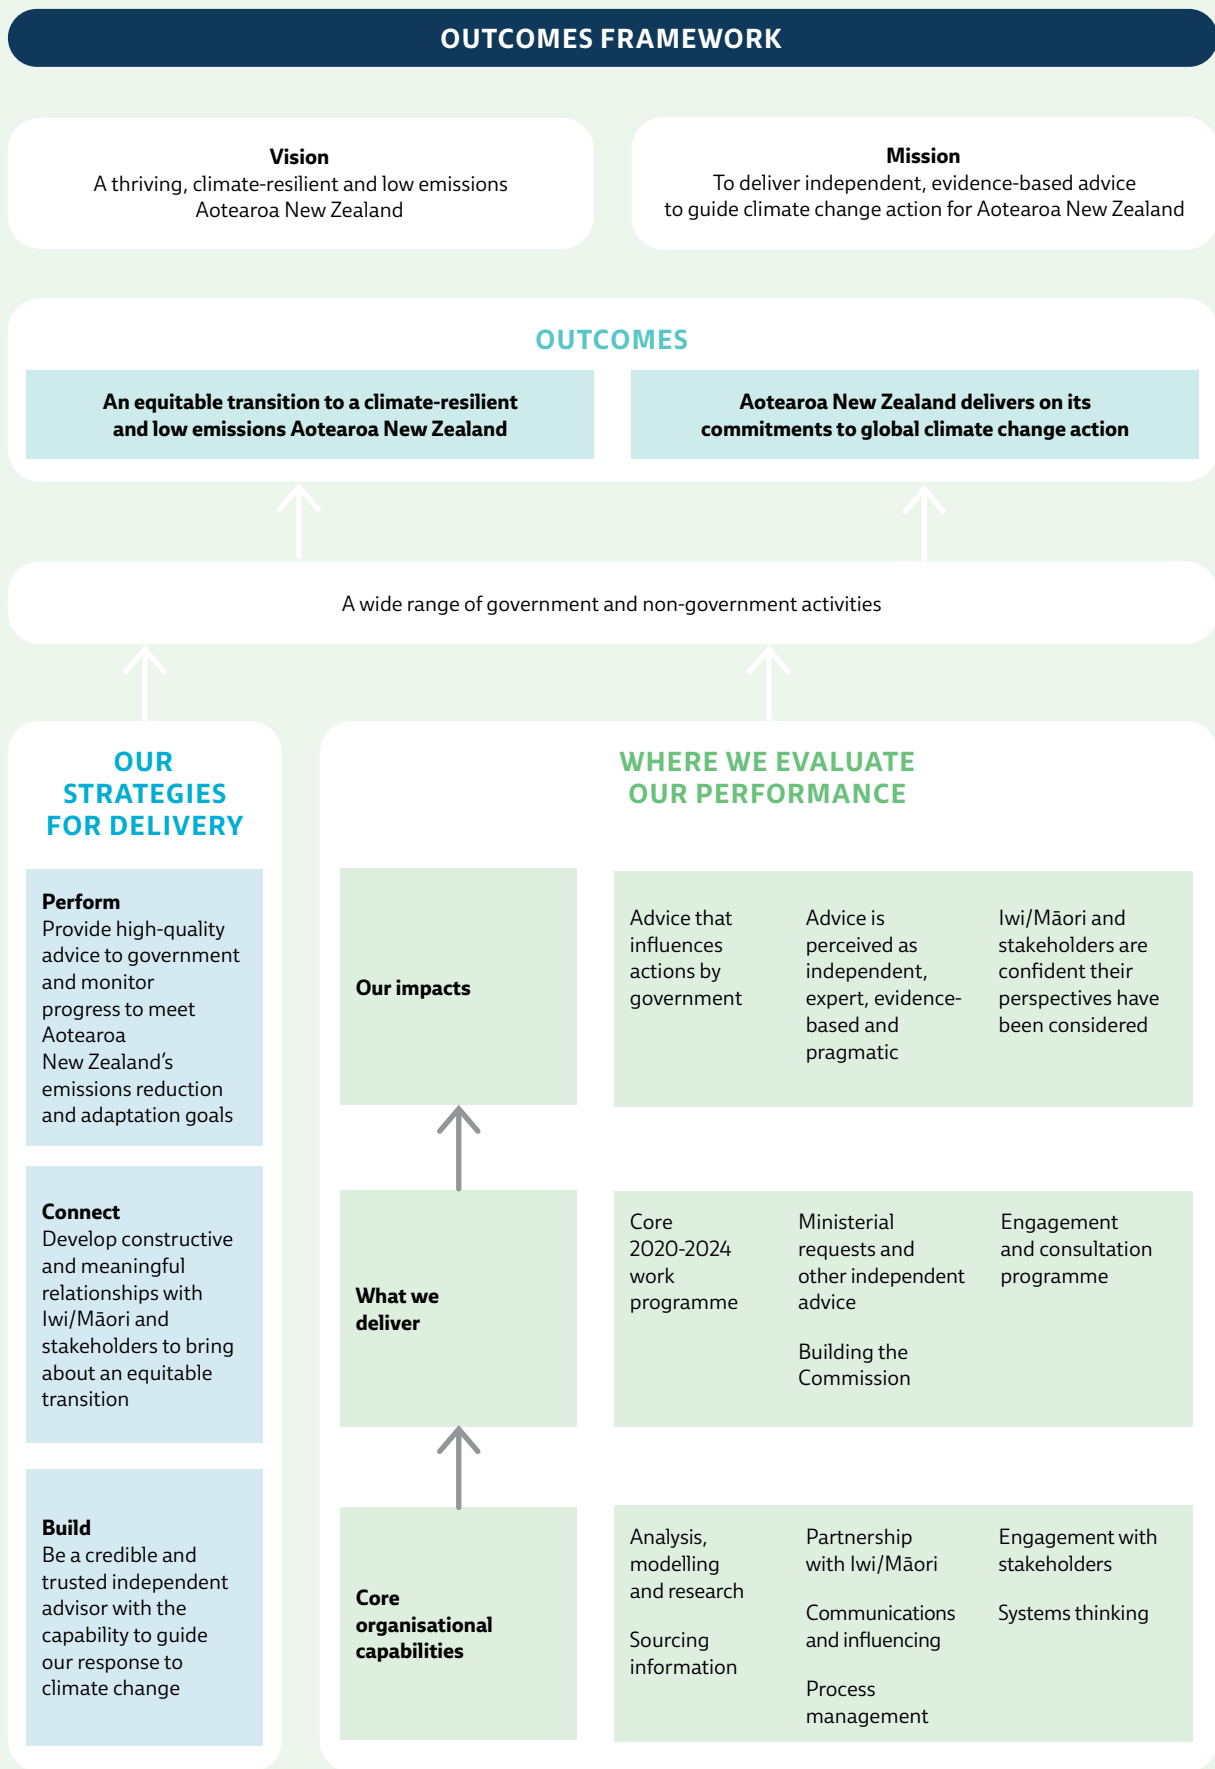 OUTCOMES FRAMEWORK
Vision
A thriving, climate-resilient and low emissions
Aotearoa New Zealand
Mission
To deliver independent, evidence-based advice
to guide climate change action for Aotearoa New Zealand
OUTCOMES
An equitable transition to a climate-resilient
and low emissions Aotearoa New Zealand
Aotearoa New Zealand delivers on its
commitments to global climate change action
A wide range of government and non-government activities
OUR
STRATEGIES
FOR DELIVERY
Perform
Provide high-quality
advice to government
and monitor
progress to meet
Aotearoa
New Zealand’s
emissions reduction
and adaptation goals
Connect
Develop constructive
and meaningful
relationships with
Iwi/Māori and
stakeholders to bring
about an equitable
transition
Build
Be a credible and
trusted independent
advisor with the
capability to guide
our response to
climate change
WHERE WE EVALUATE
OUR PERFORMANCE
Our impacts
Advice that
influences
actions by
government
Advice is
perceived as
independent,
expert, evidence-
based and
pragmatic
Iwi/Māori and
stakeholders are
confident their
perspectives have
been considered
What we
deliver
Core
2020-2024
work
programme
Ministerial
requests and
other independent
advice
Building the
Commission
Engagement
and consultation
programme
Core
organisational
capabilities
Analysis,
modelling
and research
Sourcing
information
Partnership
with Iwi/Māori
Communications
and influencing
Process
management
Engagement with
stakeholders
Systems thinking